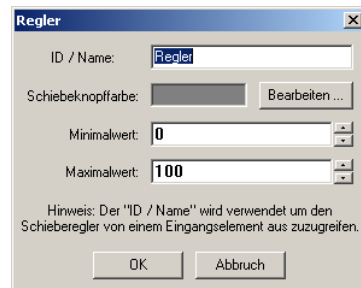 Regler
ID / Name: Regler
Schiebeknopffarbe: Bearbeiten ...
Minimalwert: 0
Maximalwert: 100
Hinweis: Der "ID / Name" wird verwendet um den
Schieberegler von einem Eingangselement aus zuzugreifen.
OK Abbruch